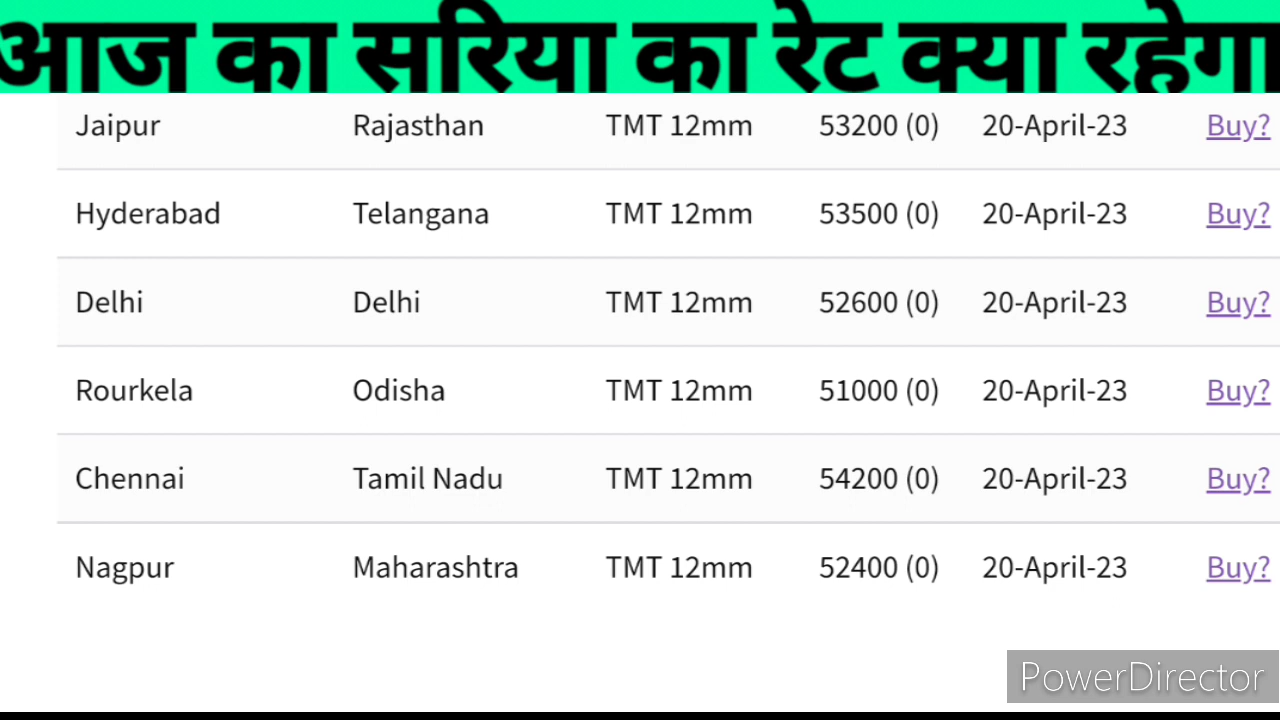 आज का सरिया का रेट क्या रहेगा
Jaipur Rajasthan TMT 12mm 53200 (0) 20-April-23 Buy?
Hyderabad Telangana TMT 12mm 53500 (0) 20-April-23 Buy?
Delhi Delhi TMT 12mm 52600 (0) 20-April-23 Buy?
Rourkela Odisha TMT 12mm 51000 (0) 20-April-23 Buy?
Chennai Tamil Nadu TMT 12mm 54200 (0) 20-April-23 Buy?
Nagpur Maharashtra TMT 12mm 52400 (0) 20-April-23 Buy?
PowerDirector